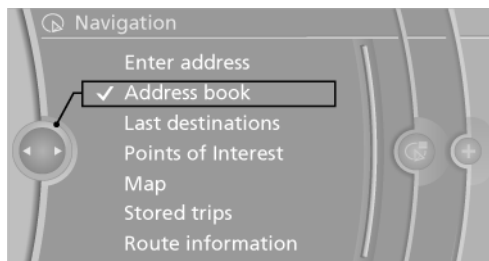 Navigation
Enter address
Address book
Last destinations
Points of Interest
Map
Stored trips
Route information